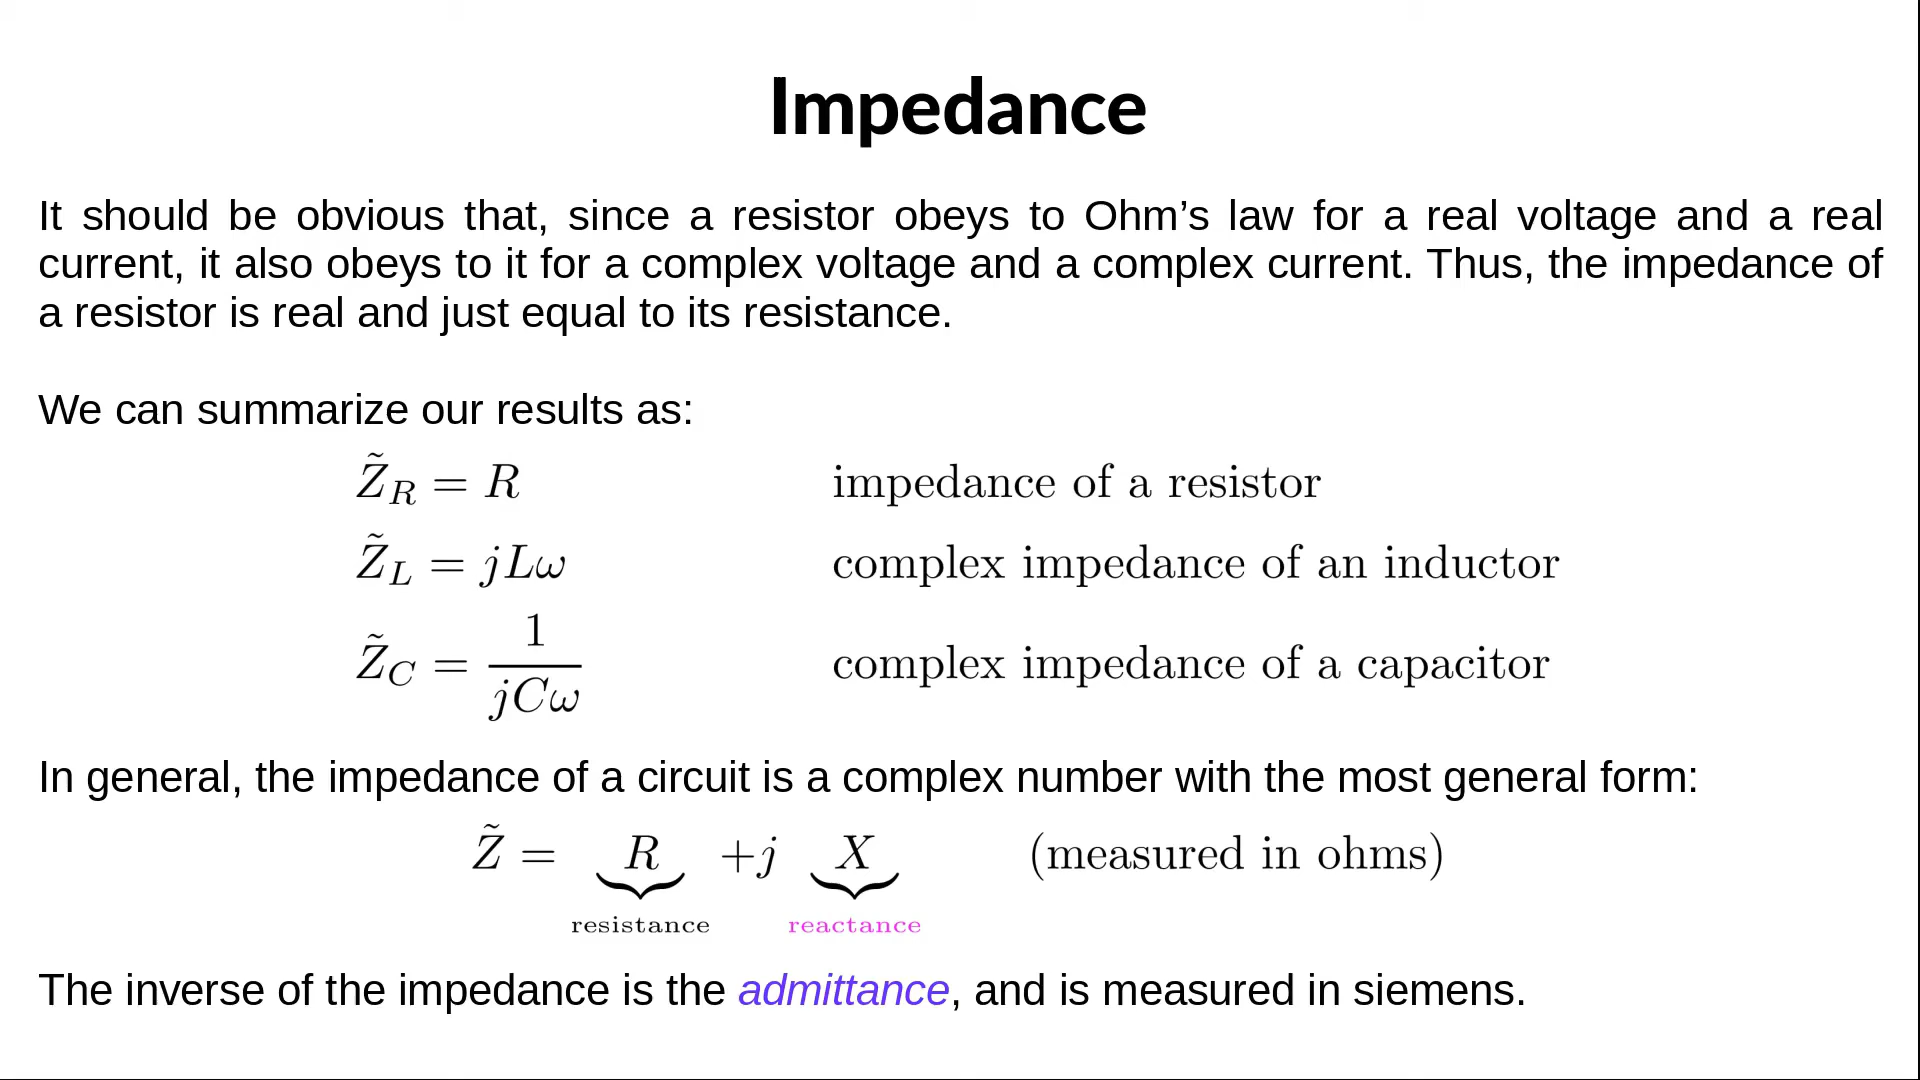 Impedance
It should be obvious that, since a resistor obeys to Ohm’s law for a real voltage and a real
current, it also obeys to it for a complex voltage and a complex current. Thus, the impedance of
a resistor is real and just equal to its resistance.
We can summarize our results as:
Z̃_R = R impedance of a resistor
Z̃_L = jLω complex impedance of an inductor
Z̃_C = 1/(jCω) complex impedance of a capacitor
In general, the impedance of a circuit is a complex number with the most general form:
Z̃ = R +j X (measured in ohms)
resistance reactance
The inverse of the impedance is the admittance, and is measured in siemens.